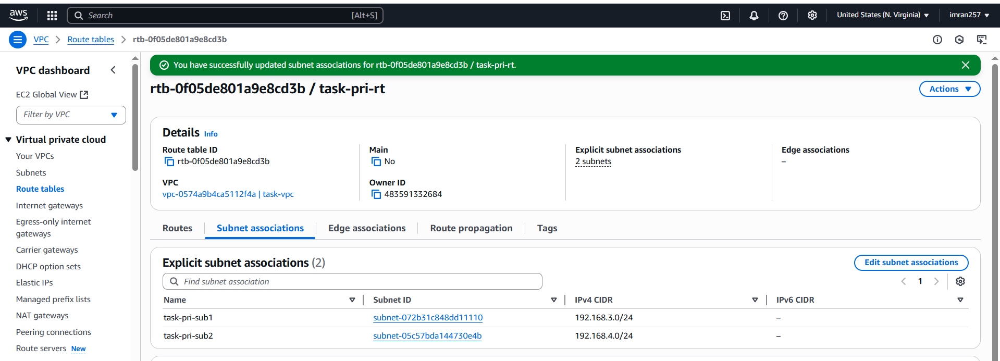 aws
Search [Alt+S]
United States (N. Virginia) ▼
imran257 ▼
VPC > Route tables > rtb-0f05de801a9e8cd3b
VPC dashboard
EC2 Global View
Filter by VPC
Virtual private cloud
Your VPCs
Subnets
Route tables
Internet gateways
Egress-only internet
gateways
Carrier gateways
DHCP option sets
Elastic IPs
Managed prefix lists
NAT gateways
Peering connections
Route servers New
You have successfully updated subnet associations for rtb-0f05de801a9e8cd3b / task-pri-rt.
rtb-0f05de801a9e8cd3b / task-pri-rt
Actions ▼
Details Info
Route table ID
rtb-0f05de801a9e8cd3b
VPC
vpc-0574a9b4ca5112f4a | task-vpc
Main
No
Owner ID
483591332684
Explicit subnet associations
2 subnets
Edge associations
–
Routes
Subnet associations
Edge associations
Route propagation
Tags
Explicit subnet associations (2)
Edit subnet associations
Find subnet association
< 1 >
Name Subnet ID IPv4 CIDR IPv6 CIDR
task-pri-sub1 subnet-072b31c848dd11110 192.168.3.0/24 –
task-pri-sub2 subnet-05c57bda144730e4b 192.168.4.0/24 –